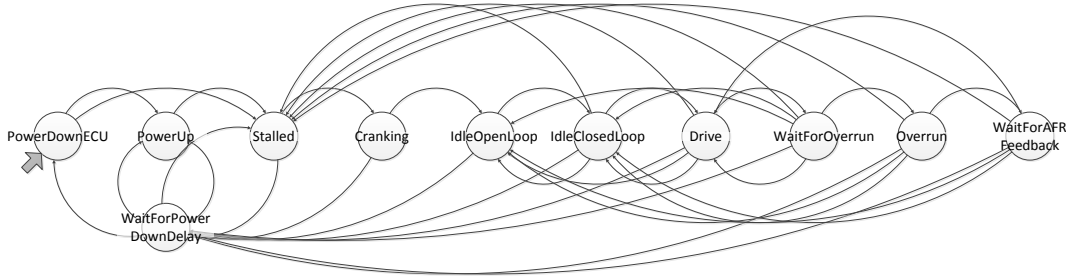 PowerDownECU
PowerUp
Stalled
Cranking
IdleOpenLoop
IdleClosedLoop
Drive
WaitForOverrun
Overrun
WaitForAFR
Feedback
WaitForPower
DownDelay